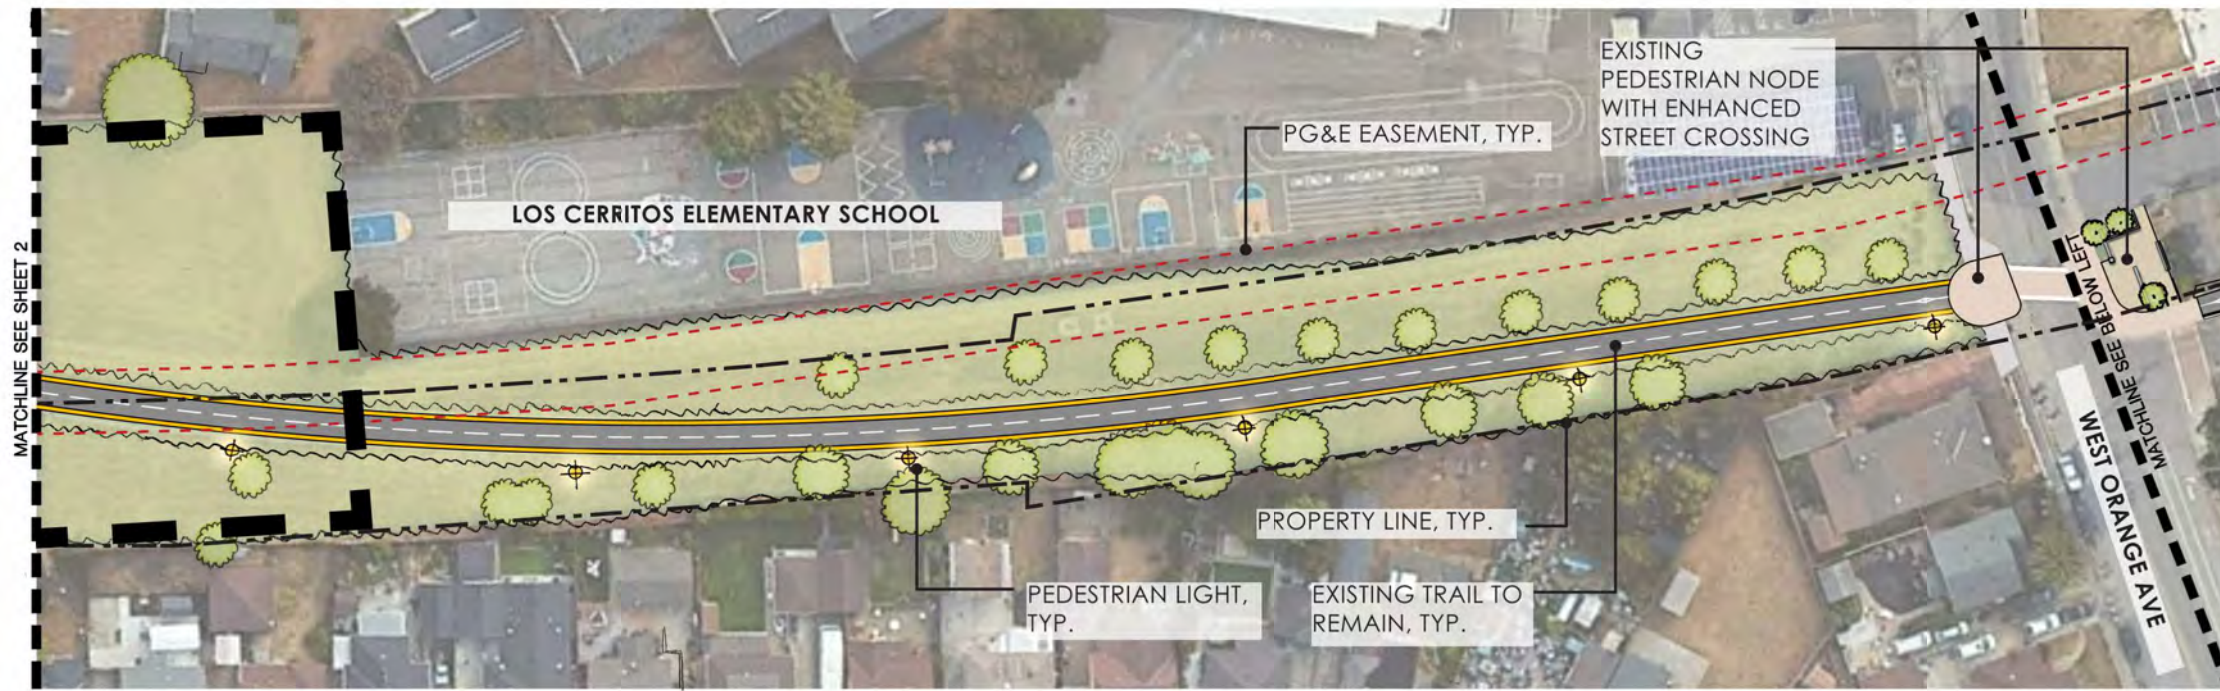 EXISTING
PEDESTRIAN NODE
WITH ENHANCED
STREET CROSSING
PG&E EASEMENT, TYP.
LOS CERRITOS ELEMENTARY SCHOOL
MATCHLINE SEE SHEET 2
MATCHLINE SEE BELOW LEFT
WEST ORANGE AVE
PROPERTY LINE, TYP.
PEDESTRIAN LIGHT,
TYP.
EXISTING TRAIL TO
REMAIN, TYP.